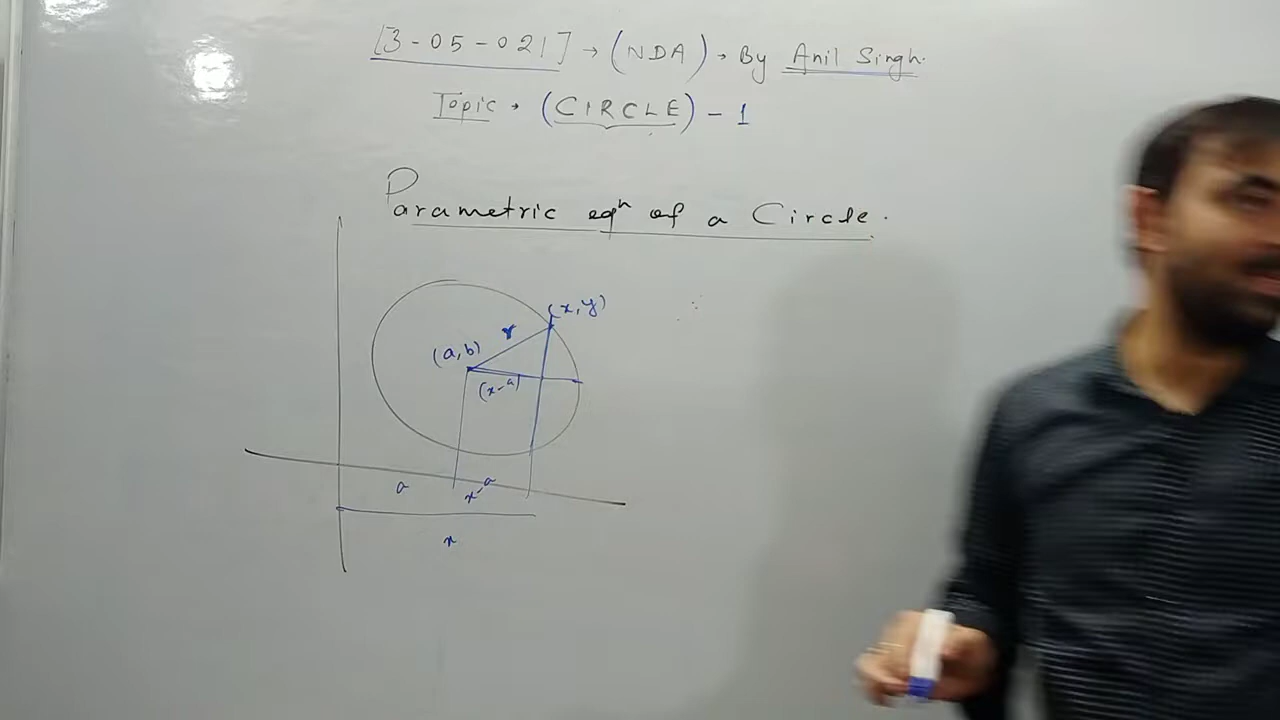 [3-05-021] → (NDA) → By Anil Singh.
Topic → (CIRCLE) - 1
Parametric eqⁿ of a Circle.
(x,y)
r
(a,b)
(x-a)
a
x-a
x